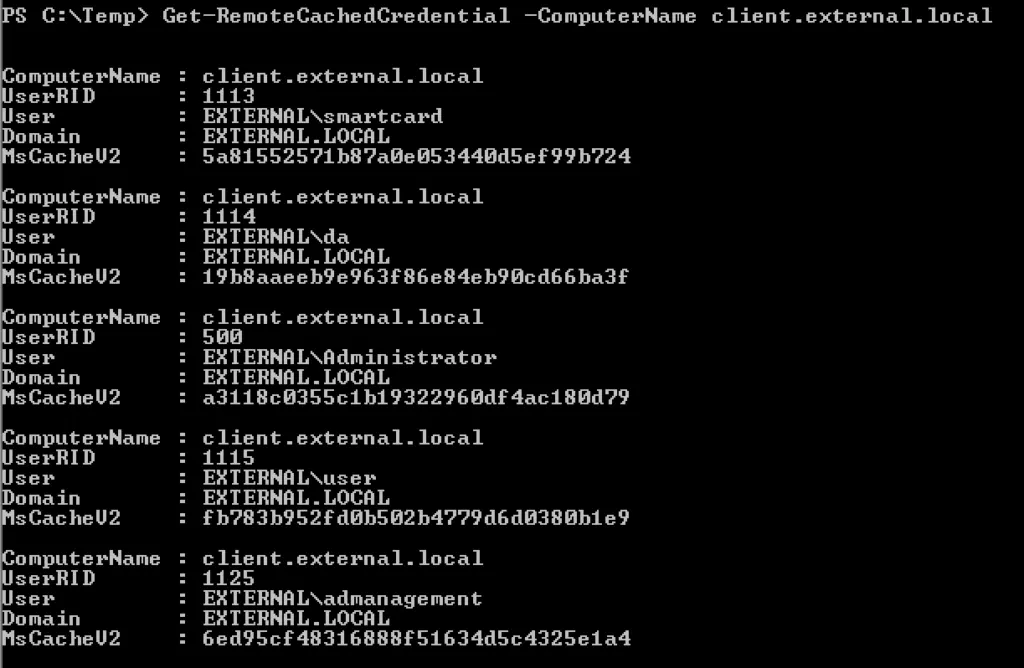 PS C:\Temp> Get-RemoteCachedCredential -ComputerName client.external.local
ComputerName : client.external.local
UserRID : 1113
User : EXTERNAL\smartcard
Domain : EXTERNAL.LOCAL
MsCacheV2 : 5a81552571b87a0e053440d5ef99b724
ComputerName : client.external.local
UserRID : 1114
User : EXTERNAL\da
Domain : EXTERNAL.LOCAL
MsCacheV2 : 19b8aaeeb9e963f86e84eb90cd66ba3f
ComputerName : client.external.local
UserRID : 500
User : EXTERNAL\Administrator
Domain : EXTERNAL.LOCAL
MsCacheV2 : a3118c0355c1b19322960df4ac180d79
ComputerName : client.external.local
UserRID : 1115
User : EXTERNAL\user
Domain : EXTERNAL.LOCAL
MsCacheV2 : fb783b952fd0b502b4779d6d0380b1e9
ComputerName : client.external.local
UserRID : 1125
User : EXTERNAL\admanagement
Domain : EXTERNAL.LOCAL
MsCacheV2 : 6ed95cf48316888f51634d5c4325e1a4